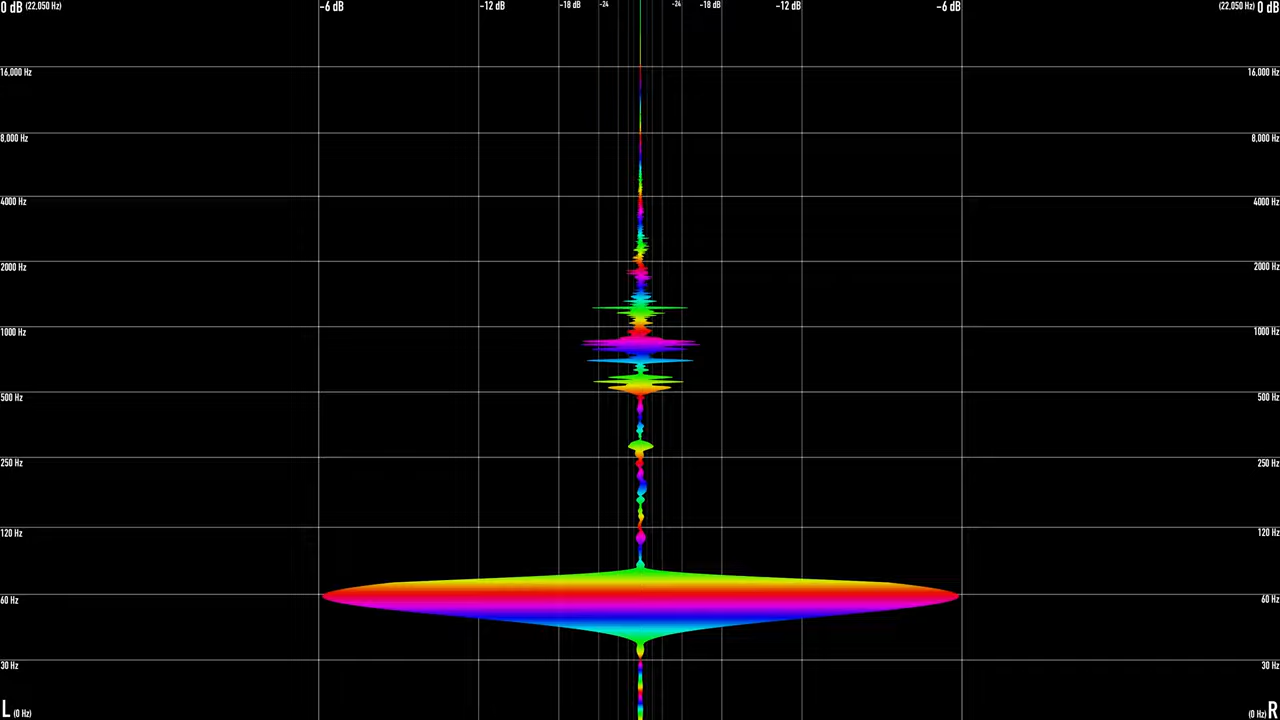 0 dB (22,050 Hz) -6 dB -12 dB -18 dB -24 -24 -18 dB -12 dB -6 dB (22,050 Hz) 0 dB
16,000 Hz 16,000 Hz
8,000 Hz 8,000 Hz
4000 Hz 4000 Hz
2000 Hz 2000 Hz
1000 Hz 1000 Hz
500 Hz 500 Hz
250 Hz 250 Hz
120 Hz 120 Hz
60 Hz 60 Hz
30 Hz 30 Hz
L (0 Hz) (0 Hz) R